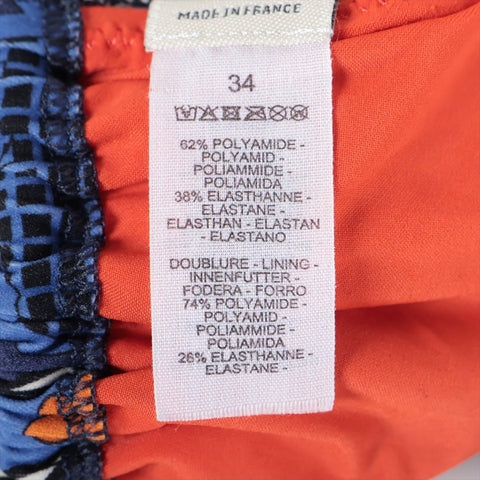 MADE IN FRANCE
34
62% POLYAMIDE -
POLYAMID -
POLIAMMIDE -
POLIAMIDA
38% ELASTHANNE -
ELASTANE -
ELASTHAN - ELASTAN
- ELASTANO
DOUBLURE - LINING -
INNENFUTTER -
FODERA - FORRO
74% POLYAMIDE -
POLYAMID -
POLIAMMIDE -
POLIAMIDA
26% ELASTHANNE -
ELASTANE -